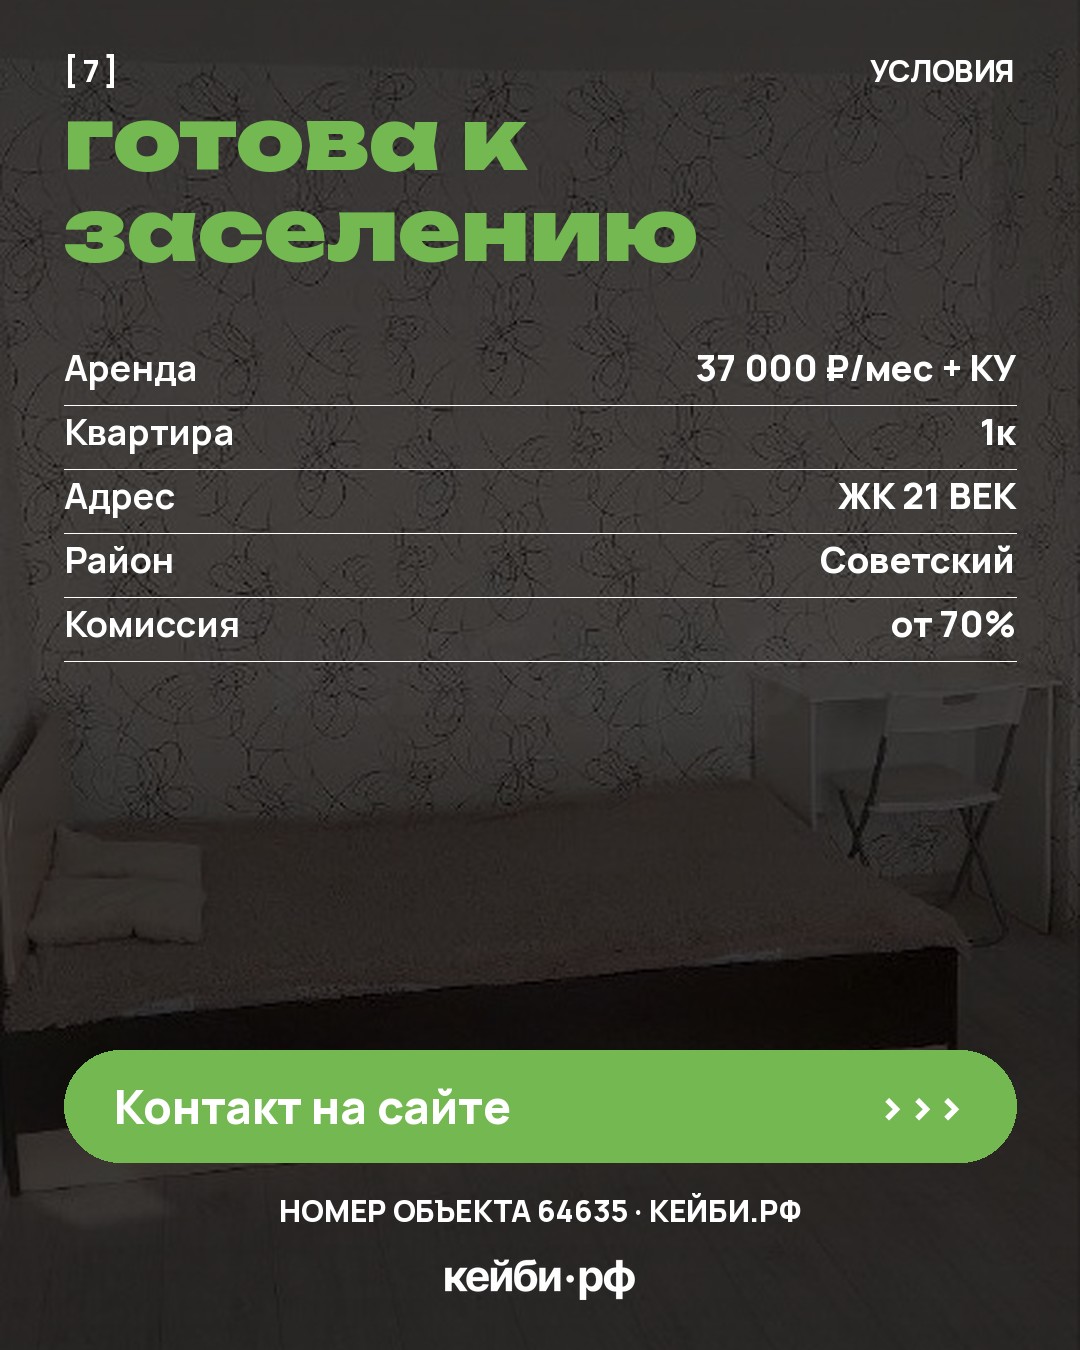 [ 7 ]
УСЛОВИЯ
готова к
заселению
Аренда 37 000 ₽/мес + КУ
Квартира 1к
Адрес ЖК 21 ВЕК
Район Советский
Комиссия от 70%
Контакт на сайте >>>
НОМЕР ОБЪЕКТА 64635 · КЕЙБИ.РФ
кейби·рф